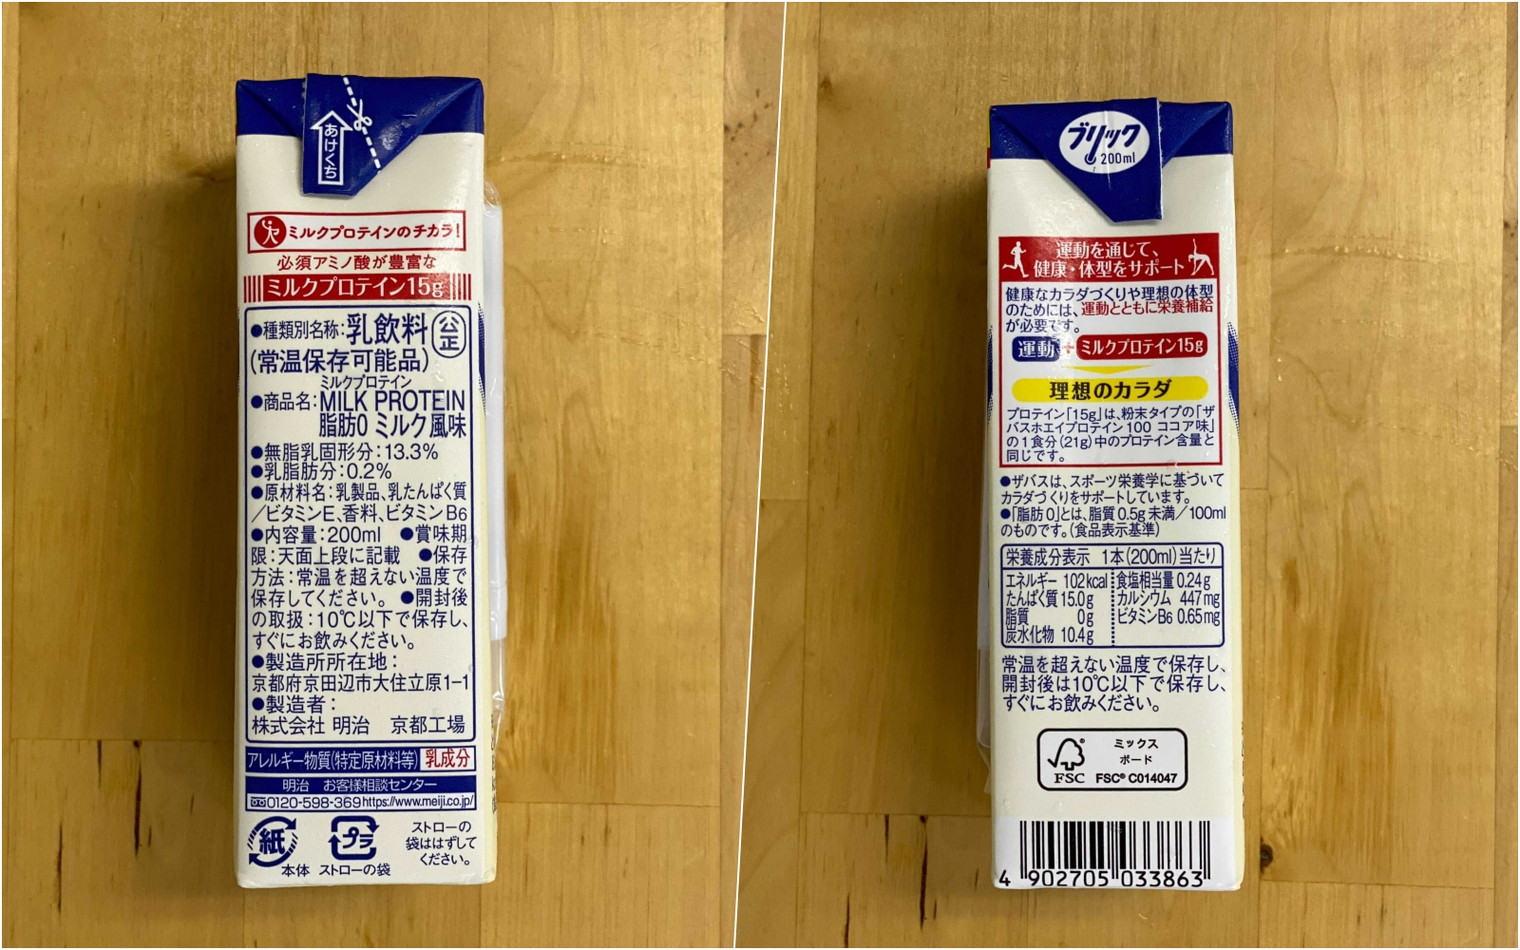 あけくち
ミルクプロテインのチカラ!
必須アミノ酸が豊富な
ミルクプロテイン15g
●種類別名称:乳飲料 公正
(常温保存可能品)
ミルクプロテイン
●商品名:MILK PROTEIN
脂肪0 ミルク風味
●無脂乳固形分:13.3%
●乳脂肪分:0.2%
●原材料名:乳製品、乳たんぱく質
/ビタミンE、香料、ビタミンB6
●内容量:200ml ●賞味期
限:天面上段に記載 ●保存
方法:常温を超えない温度で
保存してください。 ●開封後
の取扱:10℃以下で保存し、
すぐにお飲みください。
●製造所所在地:
京都府京田辺市大住立原1-1
●製造者:
株式会社 明治 京都工場
アレルギー物質(特定原材料等) 乳成分
明治 お客様相談センター
0120-598-369 https://www.meiji.co.jp/
紙
プラ
ストローの
袋ははずして
ください。
本体 ストローの袋
ブリック
200ml
運動を通じて、
健康・体型をサポート
健康なカラダづくりや理想の体型
のためには、運動とともに栄養補給
が必要です。
運動+ミルクプロテイン15g
理想のカラダ
プロテイン「15g」は、粉末タイプの「ザ
バスホエイプロテイン100 ココア味」
の1食分(21g)中のプロテイン含量と
同じです。
●ザバスは、スポーツ栄養学に基づいて
カラダづくりをサポートしています。
●「脂肪0」とは、脂質0.5g未満/100ml
のものです。(食品表示基準)
栄養成分表示 1本(200ml)当たり
エネルギー 102kcal 食塩相当量 0.24g
たんぱく質 15.0g カルシウム 447mg
脂質 0g ビタミンB6 0.65mg
炭水化物 10.4g
常温を超えない温度で保存し、
開封後は10℃以下で保存し、
すぐにお飲みください。
ミックス
ボード
FSC FSC® C014047
4 902705 033863